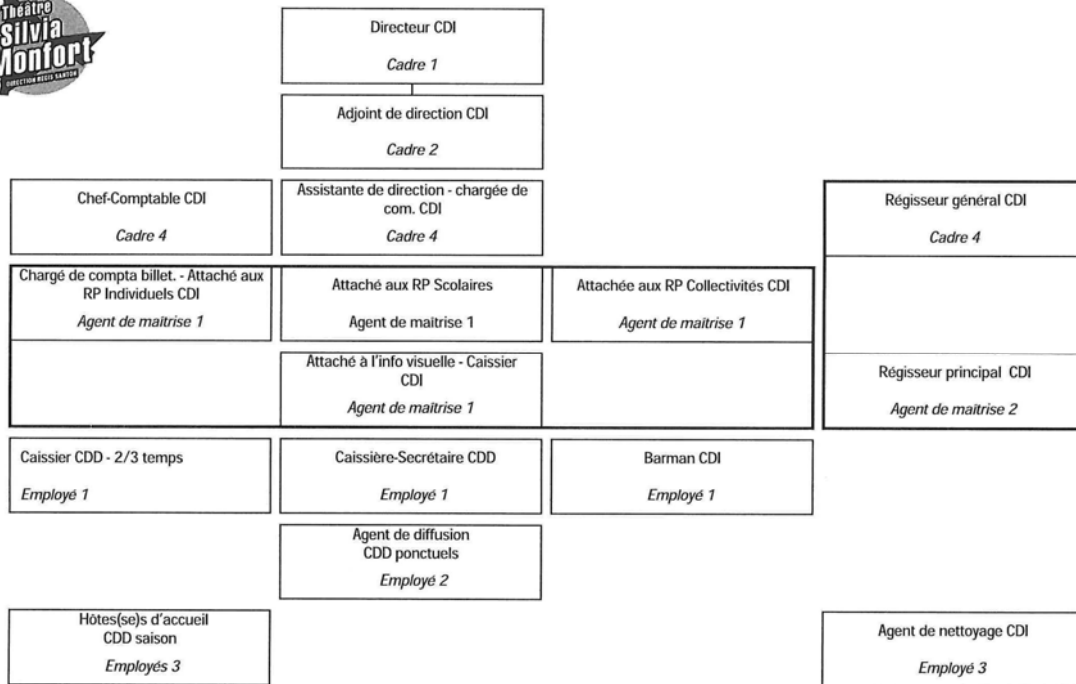 Théâtre
Silvia
Monfort
DIRECTION RÉGIS SANTON
Directeur CDI
Cadre 1
Adjoint de direction CDI
Cadre 2
Chef-Comptable CDI
Cadre 4
Assistante de direction - chargée de
com. CDI
Cadre 4
Régisseur général CDI
Cadre 4
Chargé de compta billet. - Attaché aux
RP Individuels CDI
Agent de maîtrise 1
Attaché aux RP Scolaires
Agent de maitrise 1
Attachée aux RP Collectivités CDI
Agent de maîtrise 1
Attaché à l'info visuelle - Caissier
CDI
Agent de maîtrise 1
Régisseur principal CDI
Agent de maîtrise 2
Caissier CDD - 2/3 temps
Employé 1
Caissière-Secrétaire CDD
Employé 1
Barman CDI
Employé 1
Agent de diffusion
CDD ponctuels
Employé 2
Hôtes(se)s d'accueil
CDD saison
Employés 3
Agent de nettoyage CDI
Employé 3